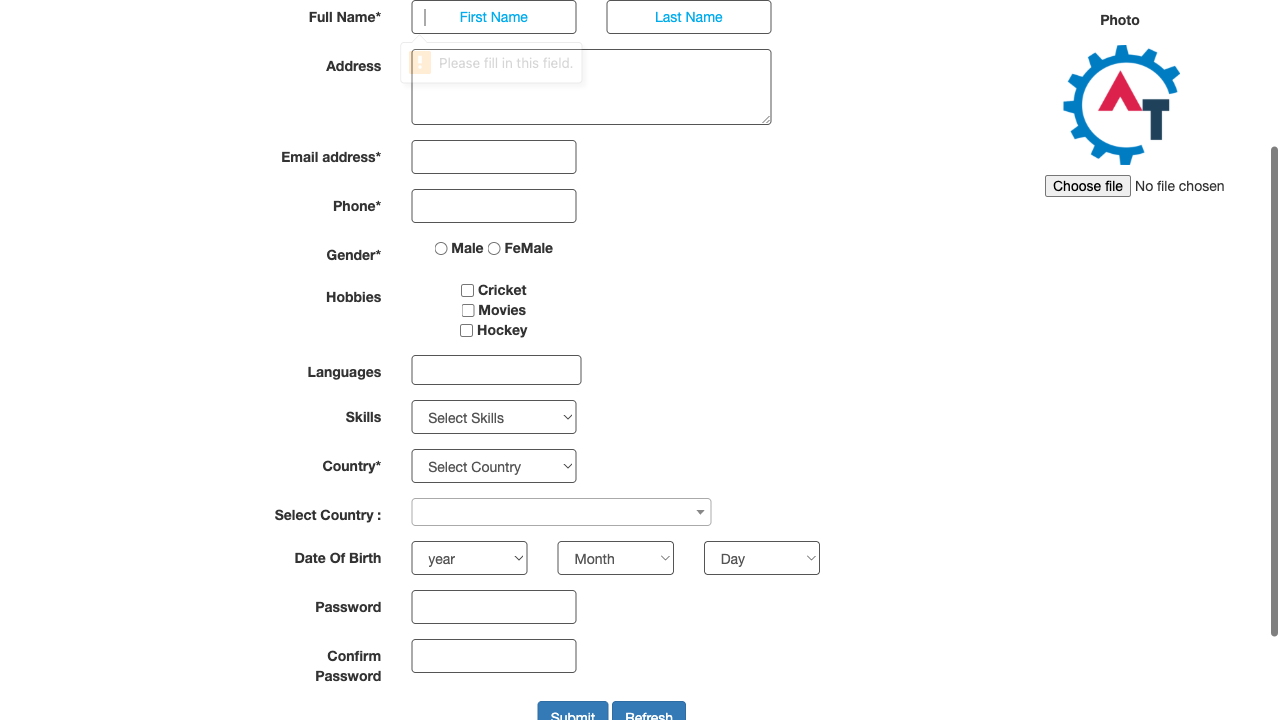 Full Name* First Name Last Name
Photo
Please fill in this field.
Address
AT
Email address*
Choose file No file chosen
Phone*
Gender* Male FeMale
Hobbies Cricket
Movies
Hockey
Languages
Skills Select Skills
Country* Select Country
Select Country :
Date Of Birth year Month Day
Password
Confirm
Password
Submit Refresh